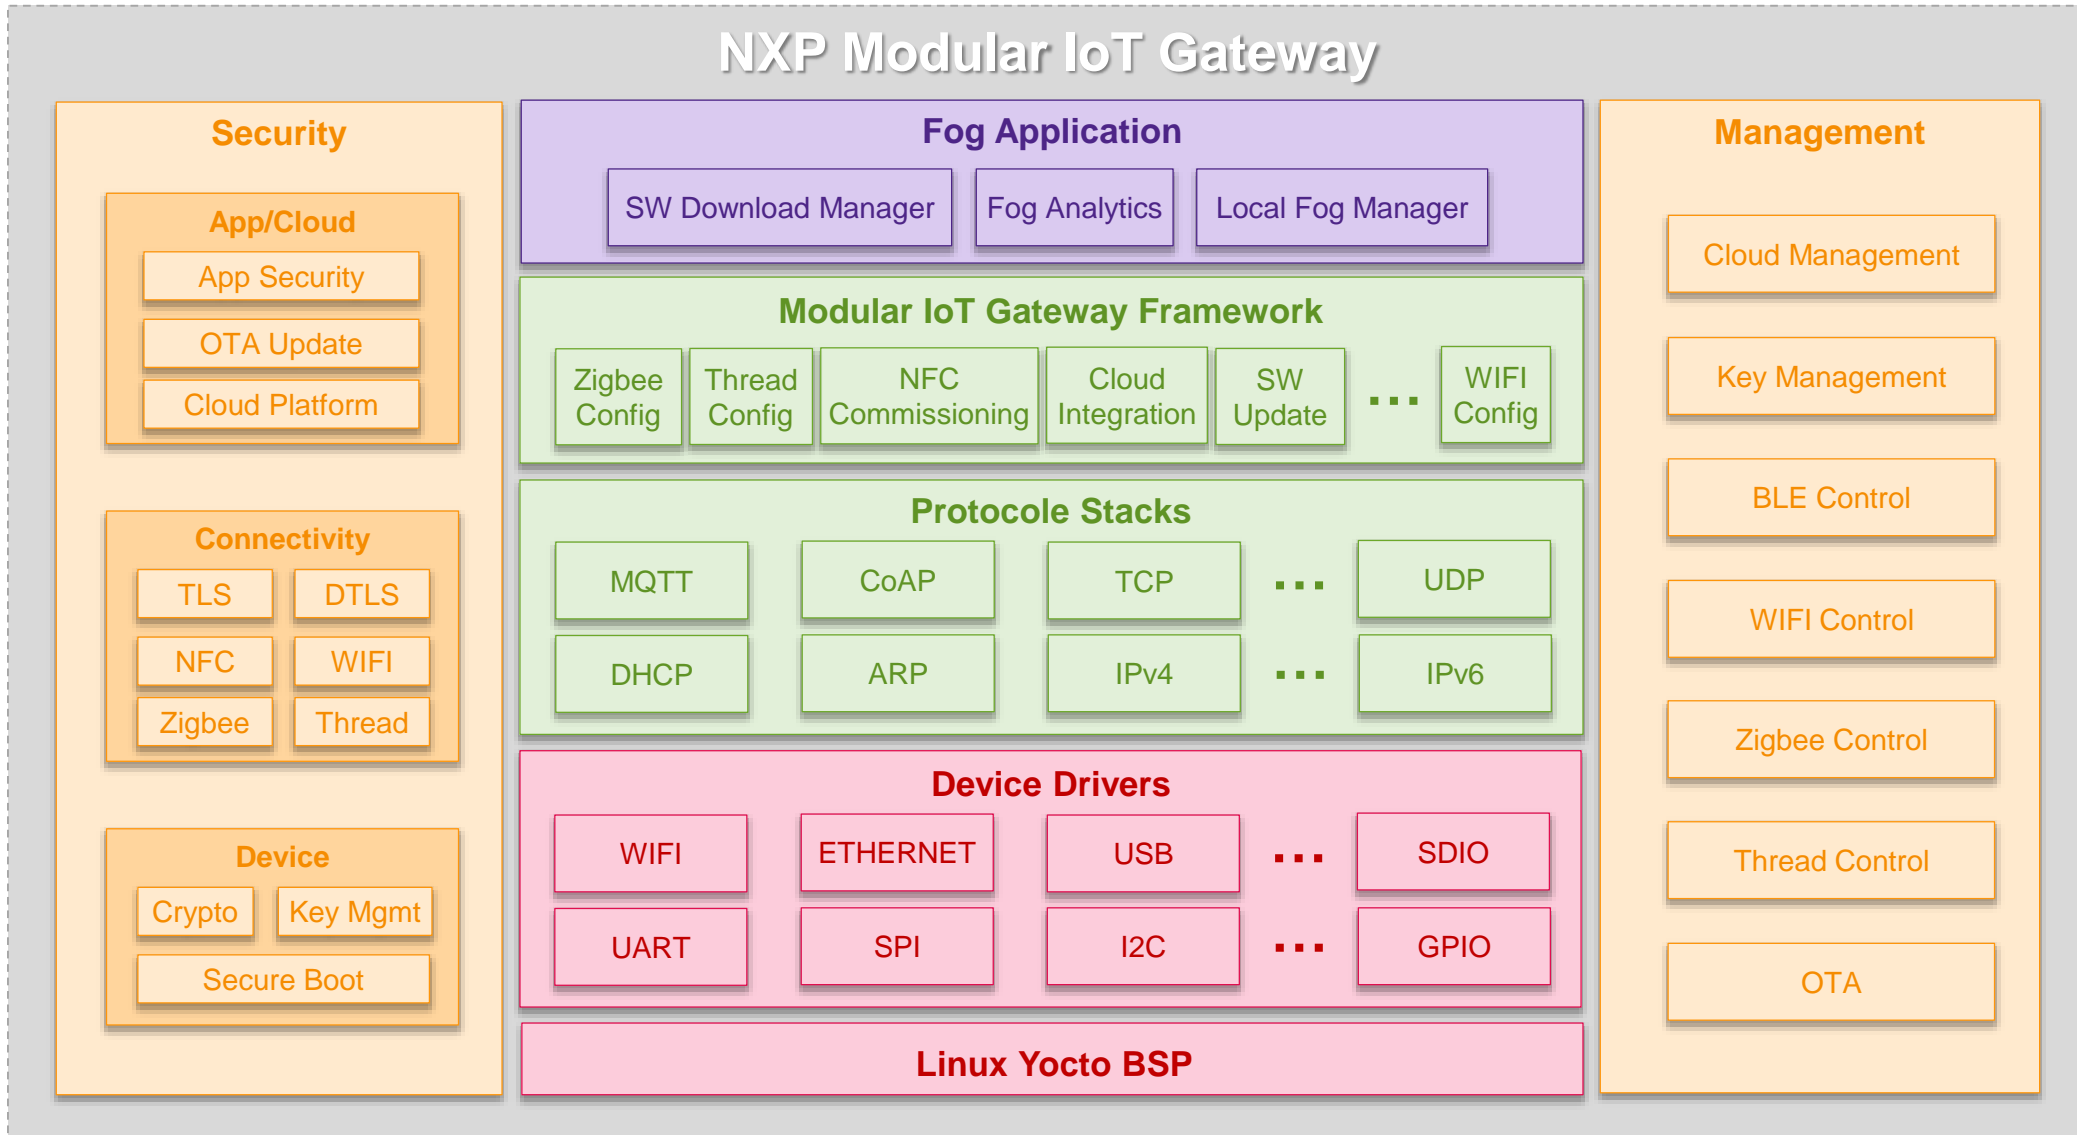 NXP Modular IoT Gateway
Security
App/Cloud
App Security
OTA Update
Cloud Platform
Connectivity
TLS DTLS
NFC WIFI
Zigbee Thread
Device
Crypto Key Mgmt
Secure Boot
Fog Application
SW Download Manager Fog Analytics Local Fog Manager
Modular IoT Gateway Framework
Zigbee Thread NFC Cloud SW ... WIFI
Config Config Commissioning Integration Update Config
Protocole Stacks
MQTT CoAP TCP ... UDP
DHCP ARP IPv4 ... IPv6
Device Drivers
WIFI ETHERNET USB ... SDIO
UART SPI I2C ... GPIO
Linux Yocto BSP
Management
Cloud Management
Key Management
BLE Control
WIFI Control
Zigbee Control
Thread Control
OTA